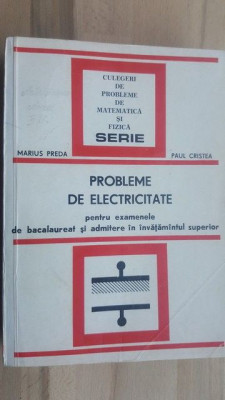 CULEGERI
DE
PROBLEME
DE
MATEMATICĂ
ȘI
FIZICĂ
SERIE
MARIUS PREDA PAUL CRISTEA
PROBLEME
DE ELECTRICITATE
pentru examenele
de bacalaureat și admitere în învățămîntul superior